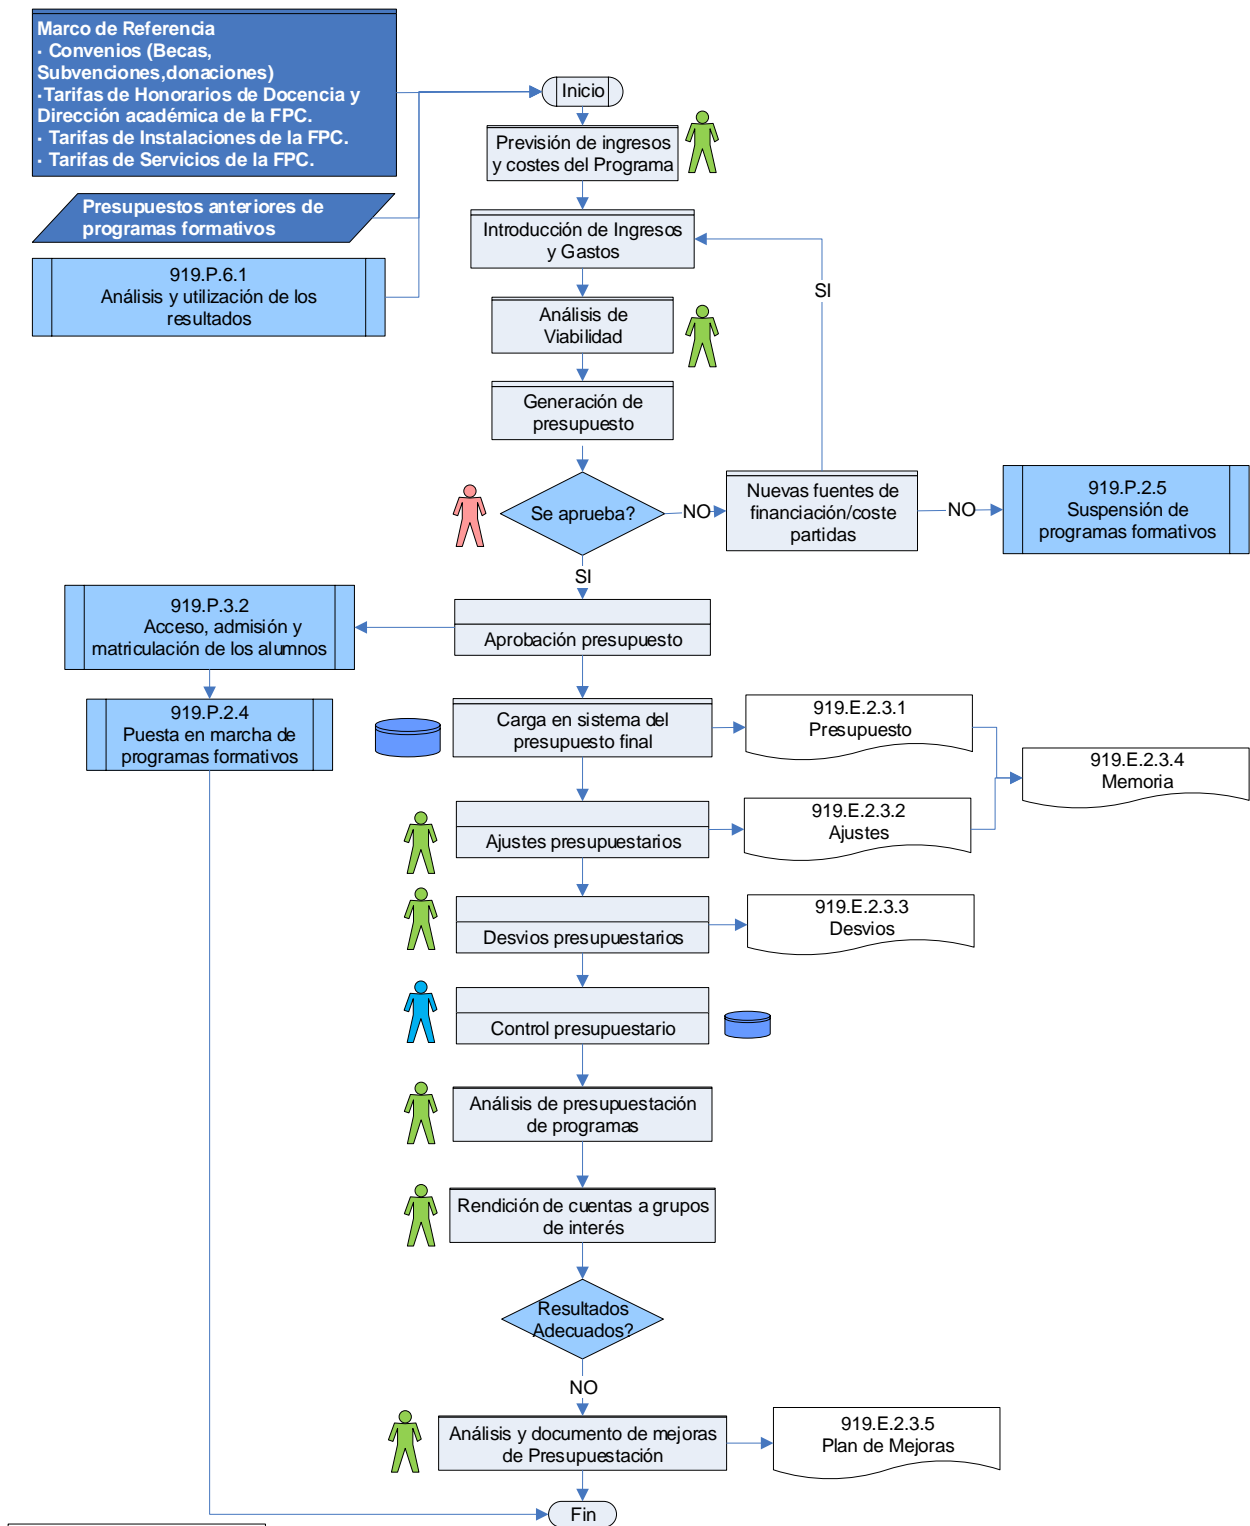 Marco de Referencia
· Convenios (Becas,
Subvenciones,donaciones)
·Tarifas de Honorarios de Docencia y
Dirección académica de la FPC.
· Tarifas de Instalaciones de la FPC.
· Tarifas de Servicios de la FPC.
Inicio
Previsión de ingresos
y costes del Programa
Presupuestos anteriores de
programas formativos
Introducción de Ingresos
y Gastos
919.P.6.1
Análisis y utilización de los
resultados
SI
Análisis de
Viabilidad
Generación de
presupuesto
Se aprueba?
NO
Nuevas fuentes de
financiación/coste
partidas
NO
919.P.2.5
Suspensión de
programas formativos
SI
919.P.3.2
Acceso, admisión y
matriculación de los alumnos
Aprobación presupuesto
919.P.2.4
Puesta en marcha de
programas formativos
Carga en sistema del
presupuesto final
919.E.2.3.1
Presupuesto
919.E.2.3.4
Memoria
Ajustes presupuestarios
919.E.2.3.2
Ajustes
Desvios presupuestarios
919.E.2.3.3
Desvios
Control presupuestario
Análisis de presupuestación
de programas
Rendición de cuentas a grupos
de interés
Resultados
Adecuados?
NO
Análisis y documento de mejoras
de Presupuestación
919.E.2.3.5
Plan de Mejoras
Fin